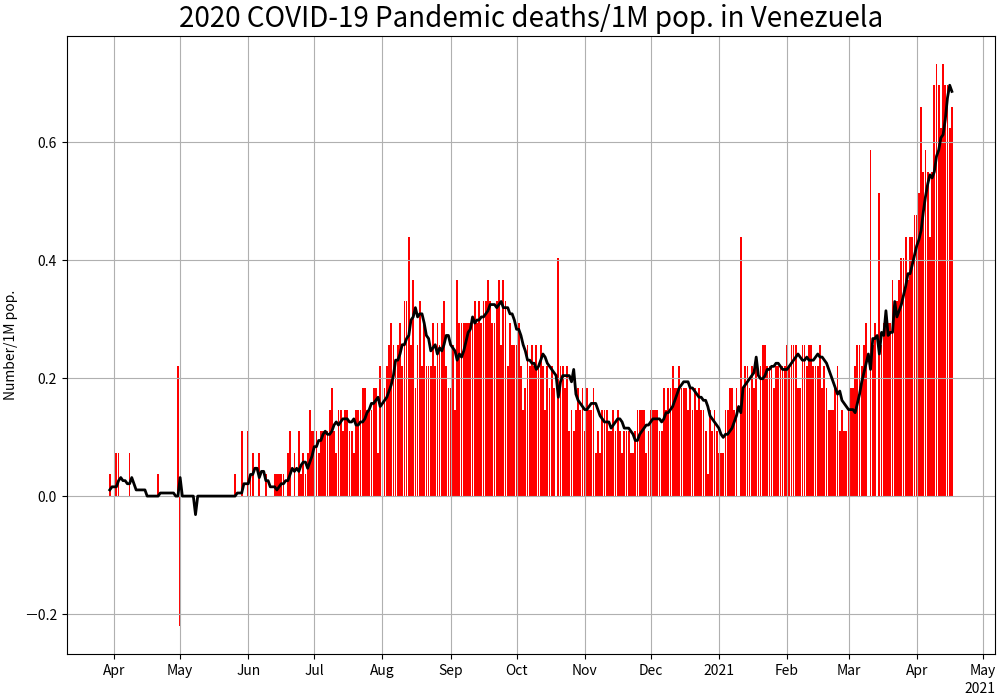 2020 COVID-19 Pandemic deaths/1M pop. in Venezuela
Number/1M pop.
0.6
0.4
0.2
0.0
−0.2
Apr May Jun Jul Aug Sep Oct Nov Dec 2021 Feb Mar Apr May
2021